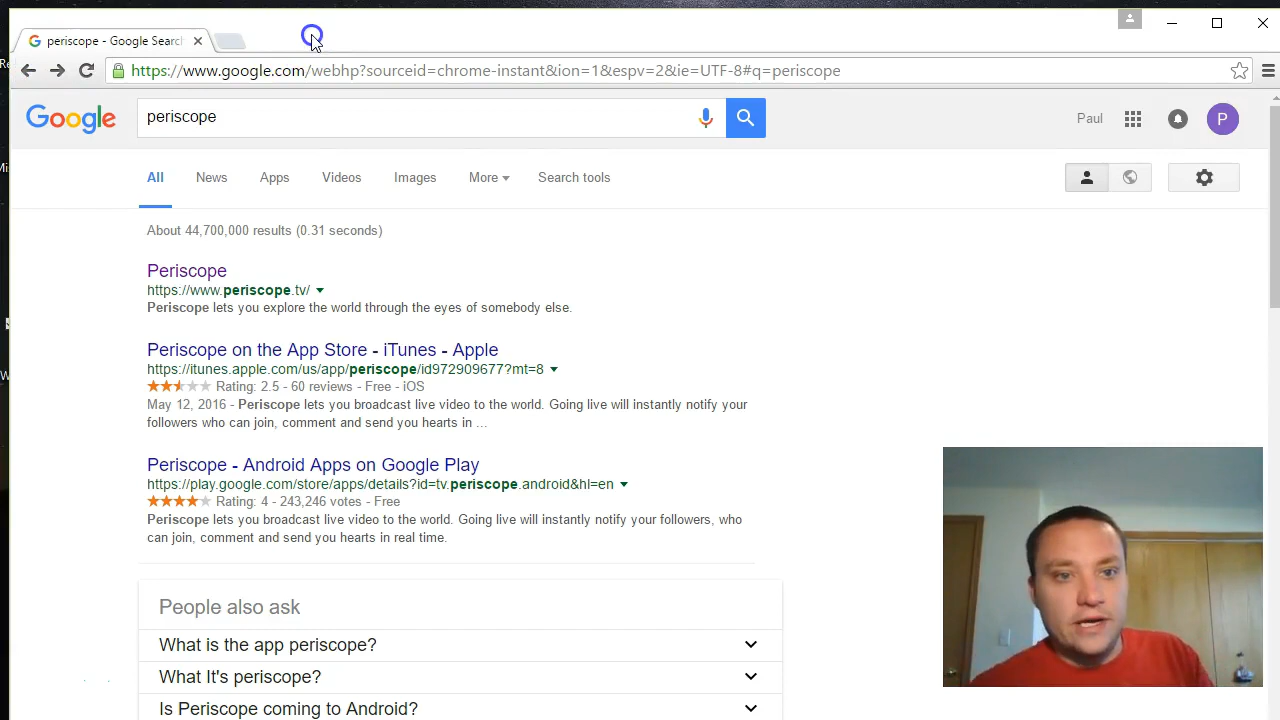 periscope - Google Search
https://www.google.com/webhp?sourceid=chrome-instant&ion=1&espv=2&ie=UTF-8#q=periscope
Google
periscope
Paul
P
All News Apps Videos Images More Search tools
About 44,700,000 results (0.31 seconds)
Periscope
https://www.periscope.tv/
Periscope lets you explore the world through the eyes of somebody else.
Periscope on the App Store - iTunes - Apple
https://itunes.apple.com/us/app/periscope/id972909677?mt=8
Rating: 2.5 - 60 reviews - Free - iOS
May 12, 2016 - Periscope lets you broadcast live video to the world. Going live will instantly notify your
followers who can join, comment and send you hearts in ...
Periscope - Android Apps on Google Play
https://play.google.com/store/apps/details?id=tv.periscope.android&hl=en
Rating: 4 - 243,246 votes - Free
Periscope lets you broadcast live video to the world. Going live will instantly notify your followers, who
can join, comment and send you hearts in real time.
People also ask
What is the app periscope?
What It's periscope?
Is Periscope coming to Android?